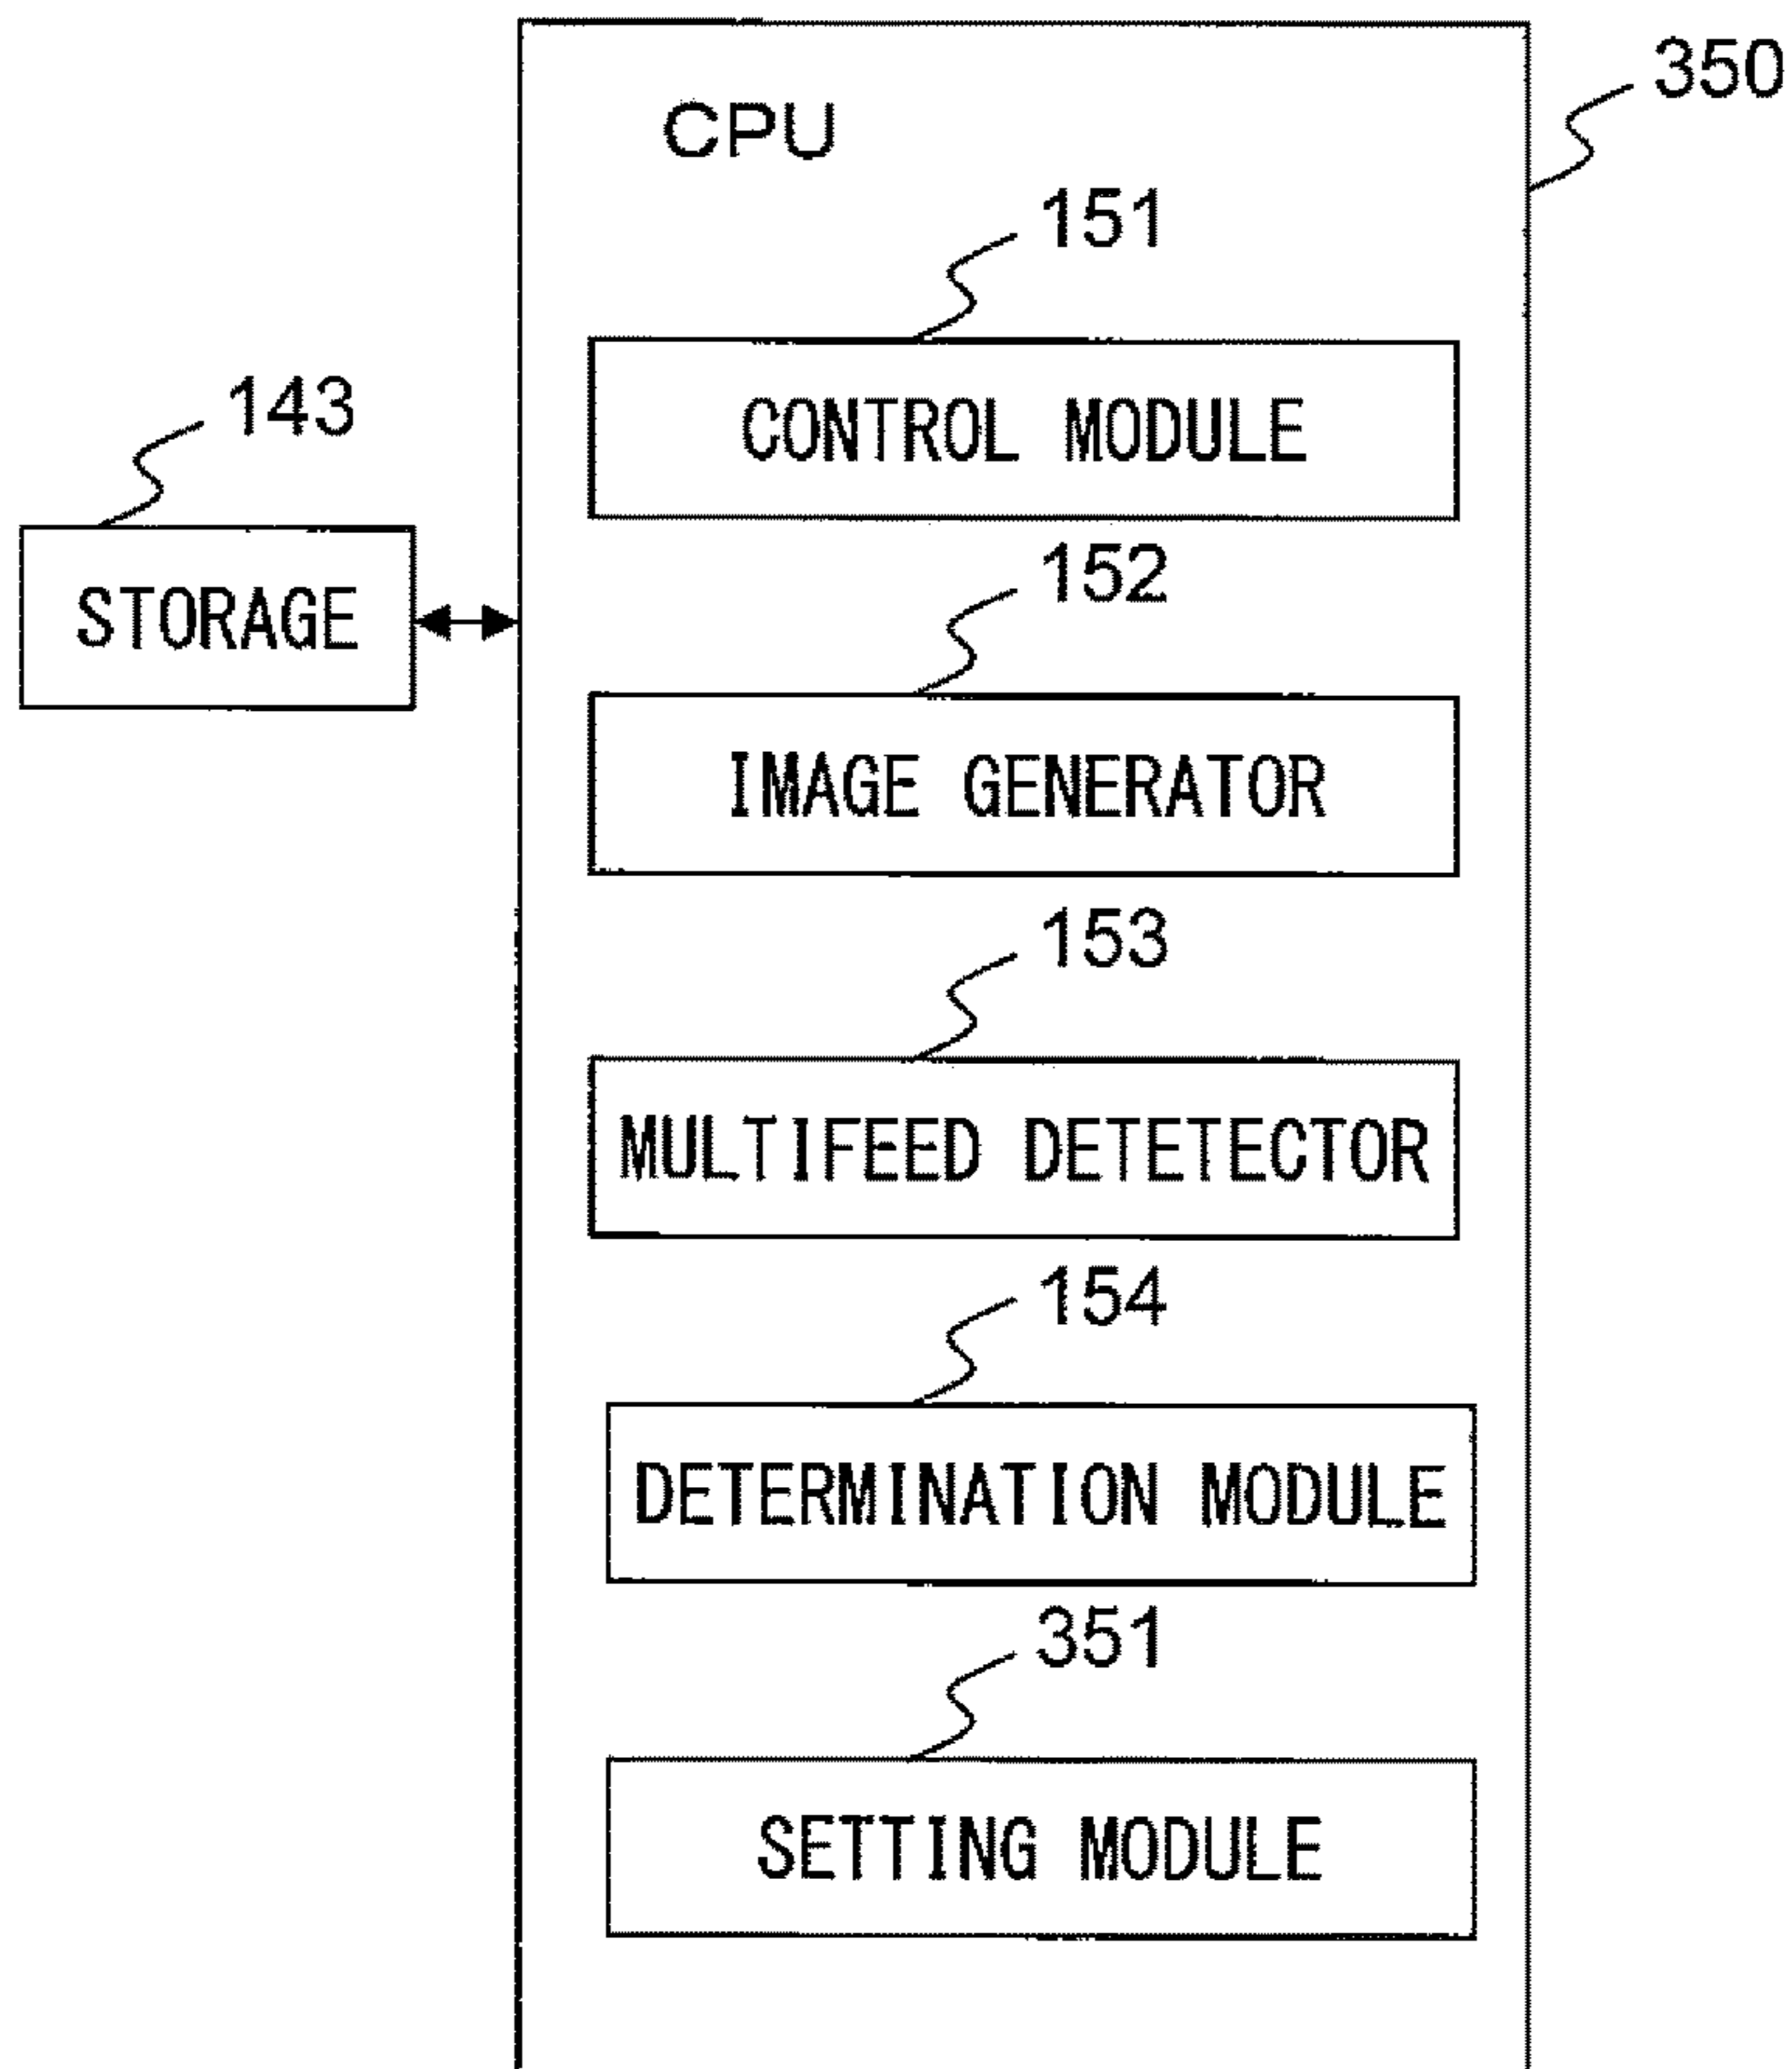 350
CPU
151
CONTROL MODULE
143
STORAGE
152
IMAGE GENERATOR
153
MULTIFEED DETETECTOR
154
DETERMINATION MODULE
351
SETTING MODULE